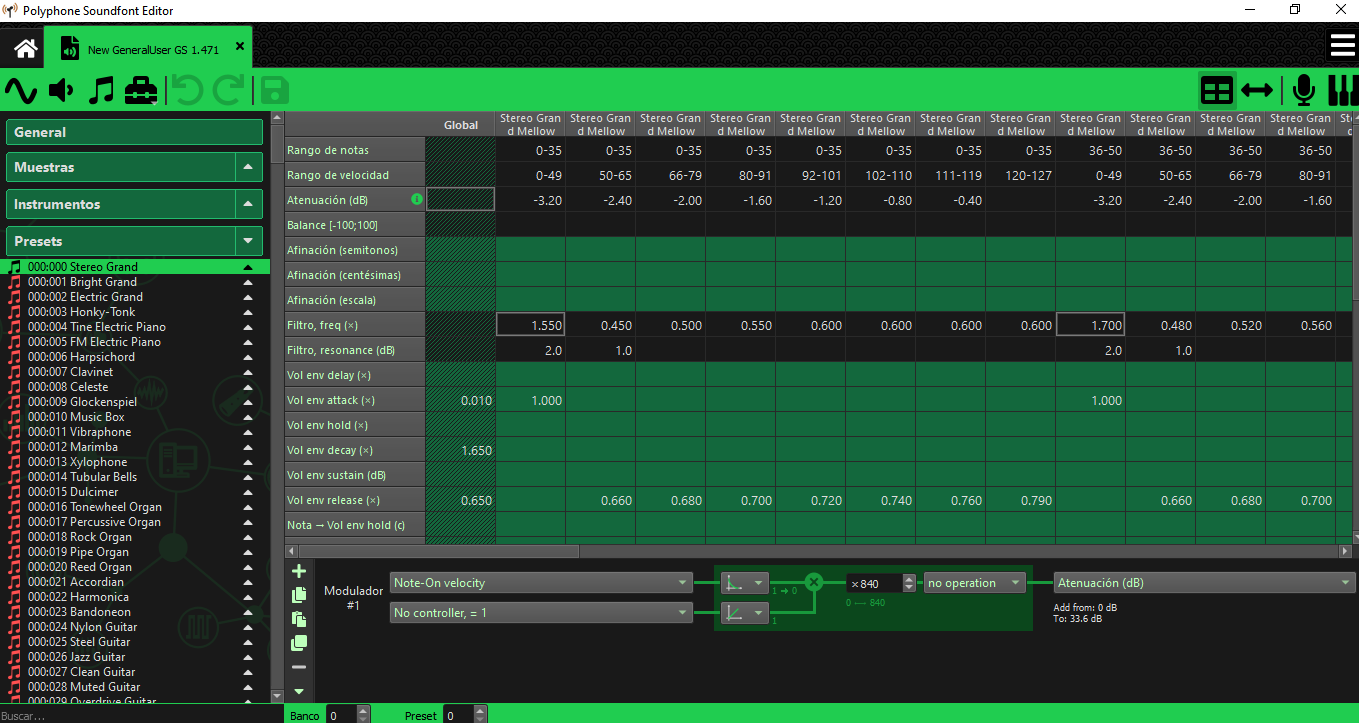 Polyphone Soundfont Editor
New GeneralUser GS 1.471
General
Muestras
Instrumentos
Presets
000:000 Stereo Grand
000:001 Bright Grand
000:002 Electric Grand
000:003 Honky-Tonk
000:004 Tine Electric Piano
000:005 FM Electric Piano
000:006 Harpsichord
000:007 Clavinet
000:008 Celeste
000:009 Glockenspiel
000:010 Music Box
000:011 Vibraphone
000:012 Marimba
000:013 Xylophone
000:014 Tubular Bells
000:015 Dulcimer
000:016 Tonewheel Organ
000:017 Percussive Organ
000:018 Rock Organ
000:019 Pipe Organ
000:020 Reed Organ
000:021 Accordian
000:022 Harmonica
000:023 Bandoneon
000:024 Nylon Guitar
000:025 Steel Guitar
000:026 Jazz Guitar
000:027 Clean Guitar
000:028 Muted Guitar
000:029 Overdrive Guitar
Buscar...
Global Stereo Gran Stereo Gran Stereo Gran Stereo Gran Stereo Gran Stereo Gran Stereo Gran Stereo Gran Stereo Gran Stereo Gran Stereo Gran Stereo Gran
d Mellow d Mellow d Mellow d Mellow d Mellow d Mellow d Mellow d Mellow d Mellow d Mellow d Mellow d Mellow
Rango de notas 0-35 0-35 0-35 0-35 0-35 0-35 0-35 0-35 36-50 36-50 36-50 36-50
Rango de velocidad 0-49 50-65 66-79 80-91 92-101 102-110 111-119 120-127 0-49 50-65 66-79 80-91
Atenuación (dB) -3.20 -2.40 -2.00 -1.60 -1.20 -0.80 -0.40 -3.20 -2.40 -2.00 -1.60
Balance [-100;100]
Afinación (semitonos)
Afinación (centésimas)
Afinación (escala)
Filtro, freq (×) 1.550 0.450 0.500 0.550 0.600 0.600 0.600 0.600 1.700 0.480 0.520 0.560
Filtro, resonance (dB) 2.0 1.0 2.0 1.0
Vol env delay (×)
Vol env attack (×) 0.010 1.000 1.000
Vol env hold (×)
Vol env decay (×) 1.650
Vol env sustain (dB)
Vol env release (×) 0.650 0.660 0.680 0.700 0.720 0.740 0.760 0.790 0.660 0.680 0.700
Nota → Vol env hold (c)
Modulador
#1
Note-On velocity
No controller, = 1
1 ➔ 0
1
×840
0 ── 840
no operation
Atenuación (dB)
Add from: 0 dB
To: 33.6 dB
Banco 0 Preset 0